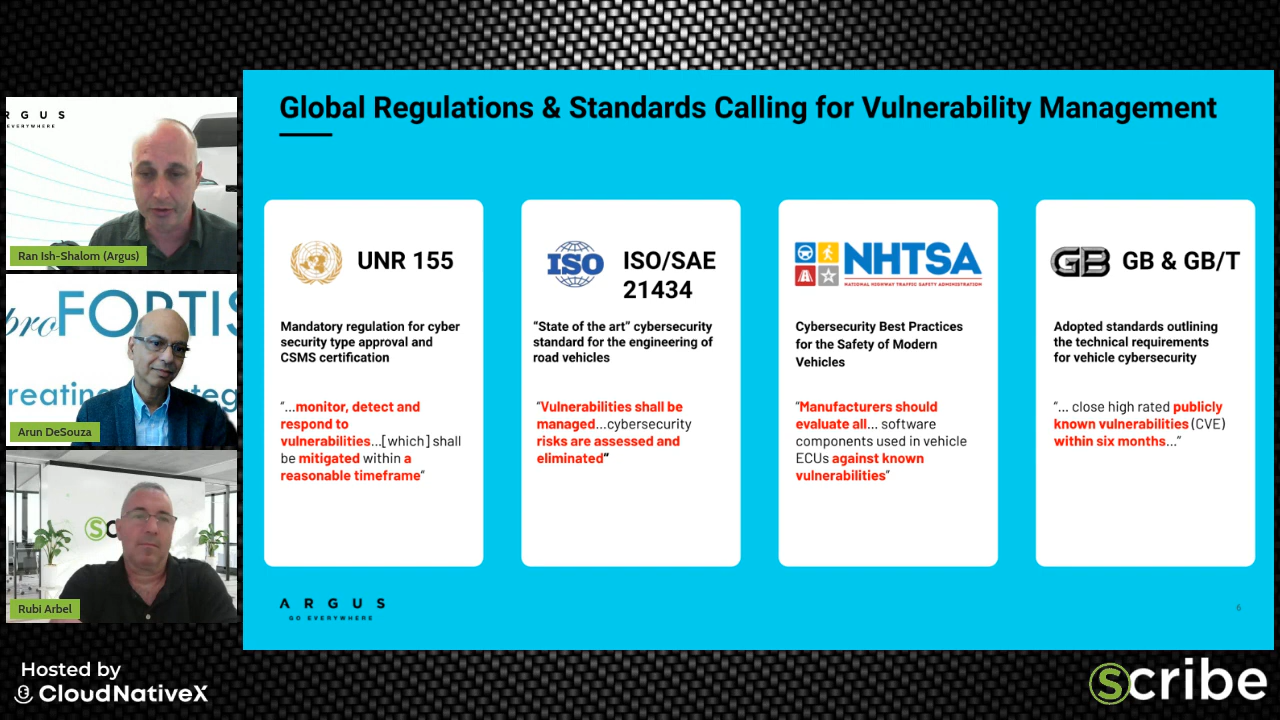 Global Regulations & Standards Calling for Vulnerability Management
RGUS
EVERYWHERE
Ran Ish-Shalom (Argus)
proFORTIS
reating
teg
Arun DeSouza
S
Rubi Arbel
UNR 155
Mandatory regulation for cyber
security type approval and
CSMS certification
“...monitor, detect and
respond to
vulnerabilities...[which] shall
be mitigated within a
reasonable timeframe”
ISO
ISO/SAE
21434
“State of the art” cybersecurity
standard for the engineering of
road vehicles
“Vulnerabilities shall be
managed...cybersecurity
risks are assessed and
eliminated“
NHTSA
NATIONAL HIGHWAY TRAFFIC SAFETY ADMINISTRATION
Cybersecurity Best Practices
for the Safety of Modern
Vehicles
“Manufacturers should
evaluate all... software
components used in vehicle
ECUs against known
vulnerabilities”
GB
GB & GB/T
Adopted standards outlining
the technical requirements
for vehicle cybersecurity
“... close high rated publicly
known vulnerabilities (CVE)
within six months...”
ARGUS
GO EVERYWHERE
6
Hosted by
CloudNativeX
scribe